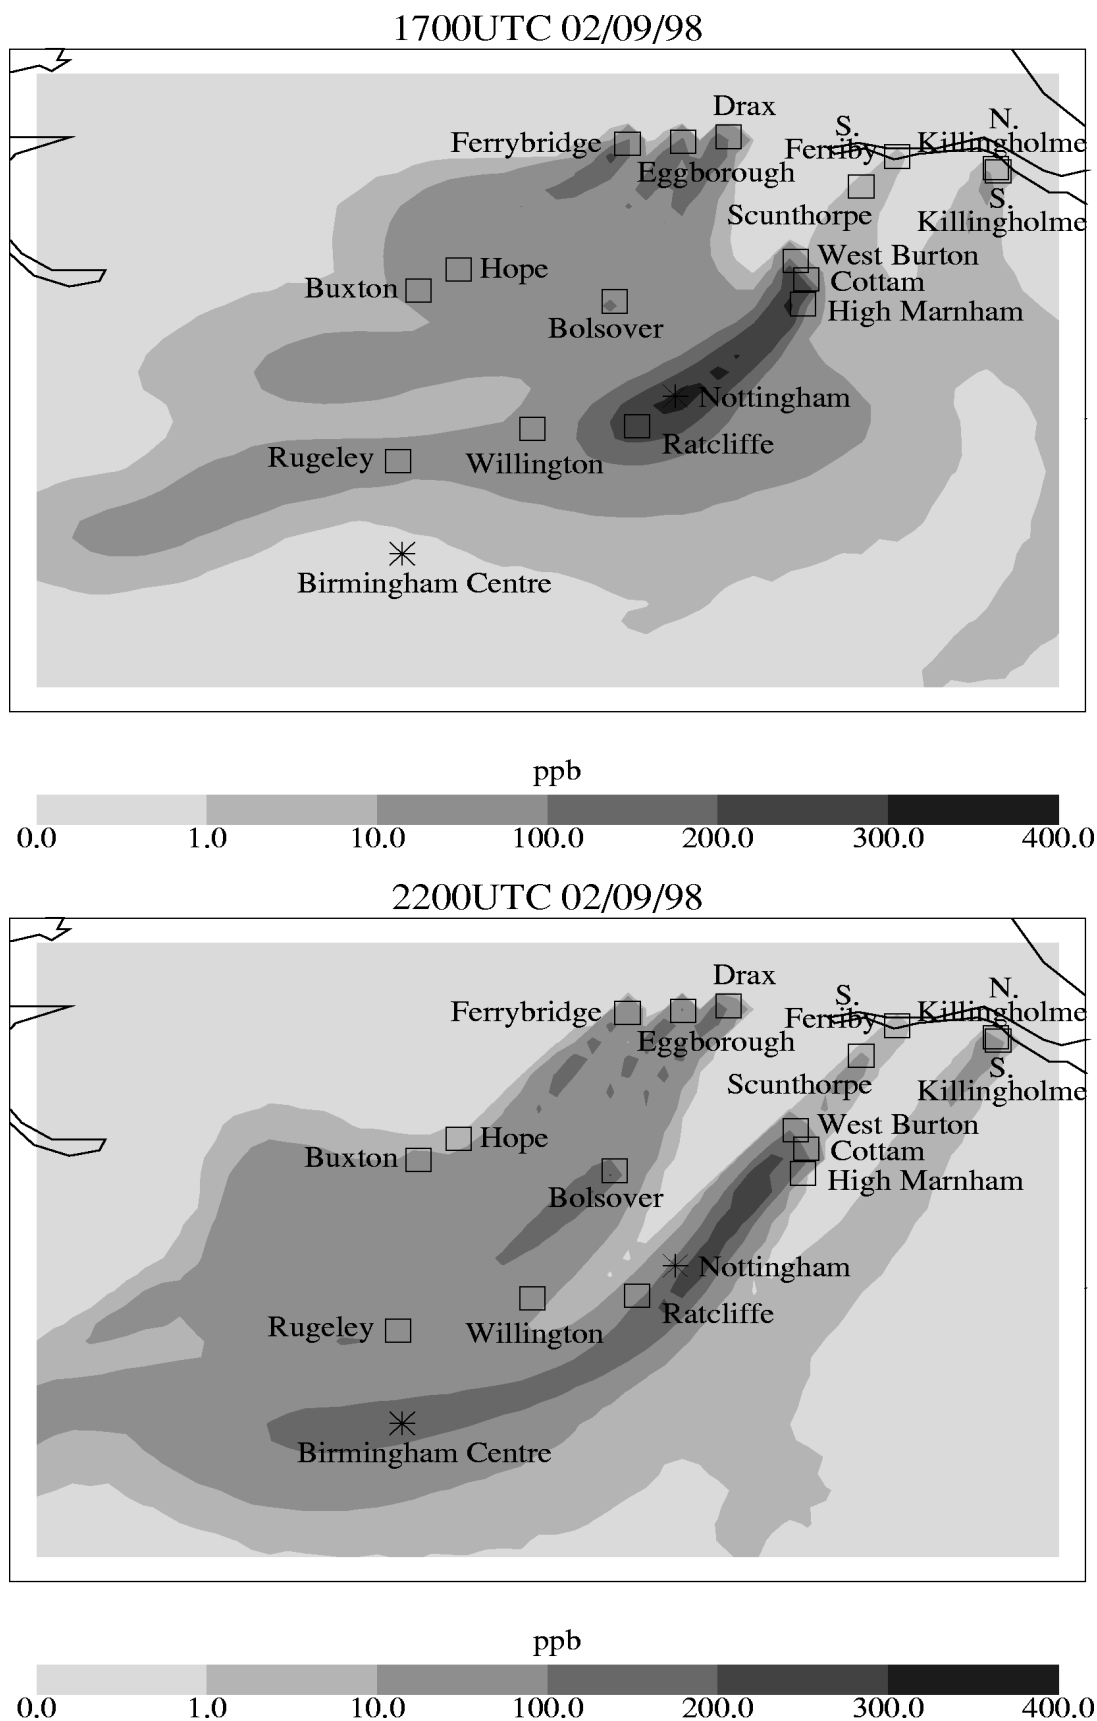 1700UTC 02/09/98
Drax
S.
N.
Ferrybridge
Ferriby
Killingholme
Eggborough
S.
Scunthorpe
Killingholme
West Burton
Hope
Cottam
Buxton
High Marnham
Bolsover
Nottingham
Ratcliffe
Rugeley
Willington
Birmingham Centre
ppb
0.0 1.0 10.0 100.0 200.0 300.0 400.0
2200UTC 02/09/98
Drax
S.
N.
Ferrybridge
Ferriby
Killingholme
Eggborough
S.
Scunthorpe
Killingholme
West Burton
Hope
Cottam
Buxton
High Marnham
Bolsover
Nottingham
Ratcliffe
Rugeley
Willington
Birmingham Centre
ppb
0.0 1.0 10.0 100.0 200.0 300.0 400.0